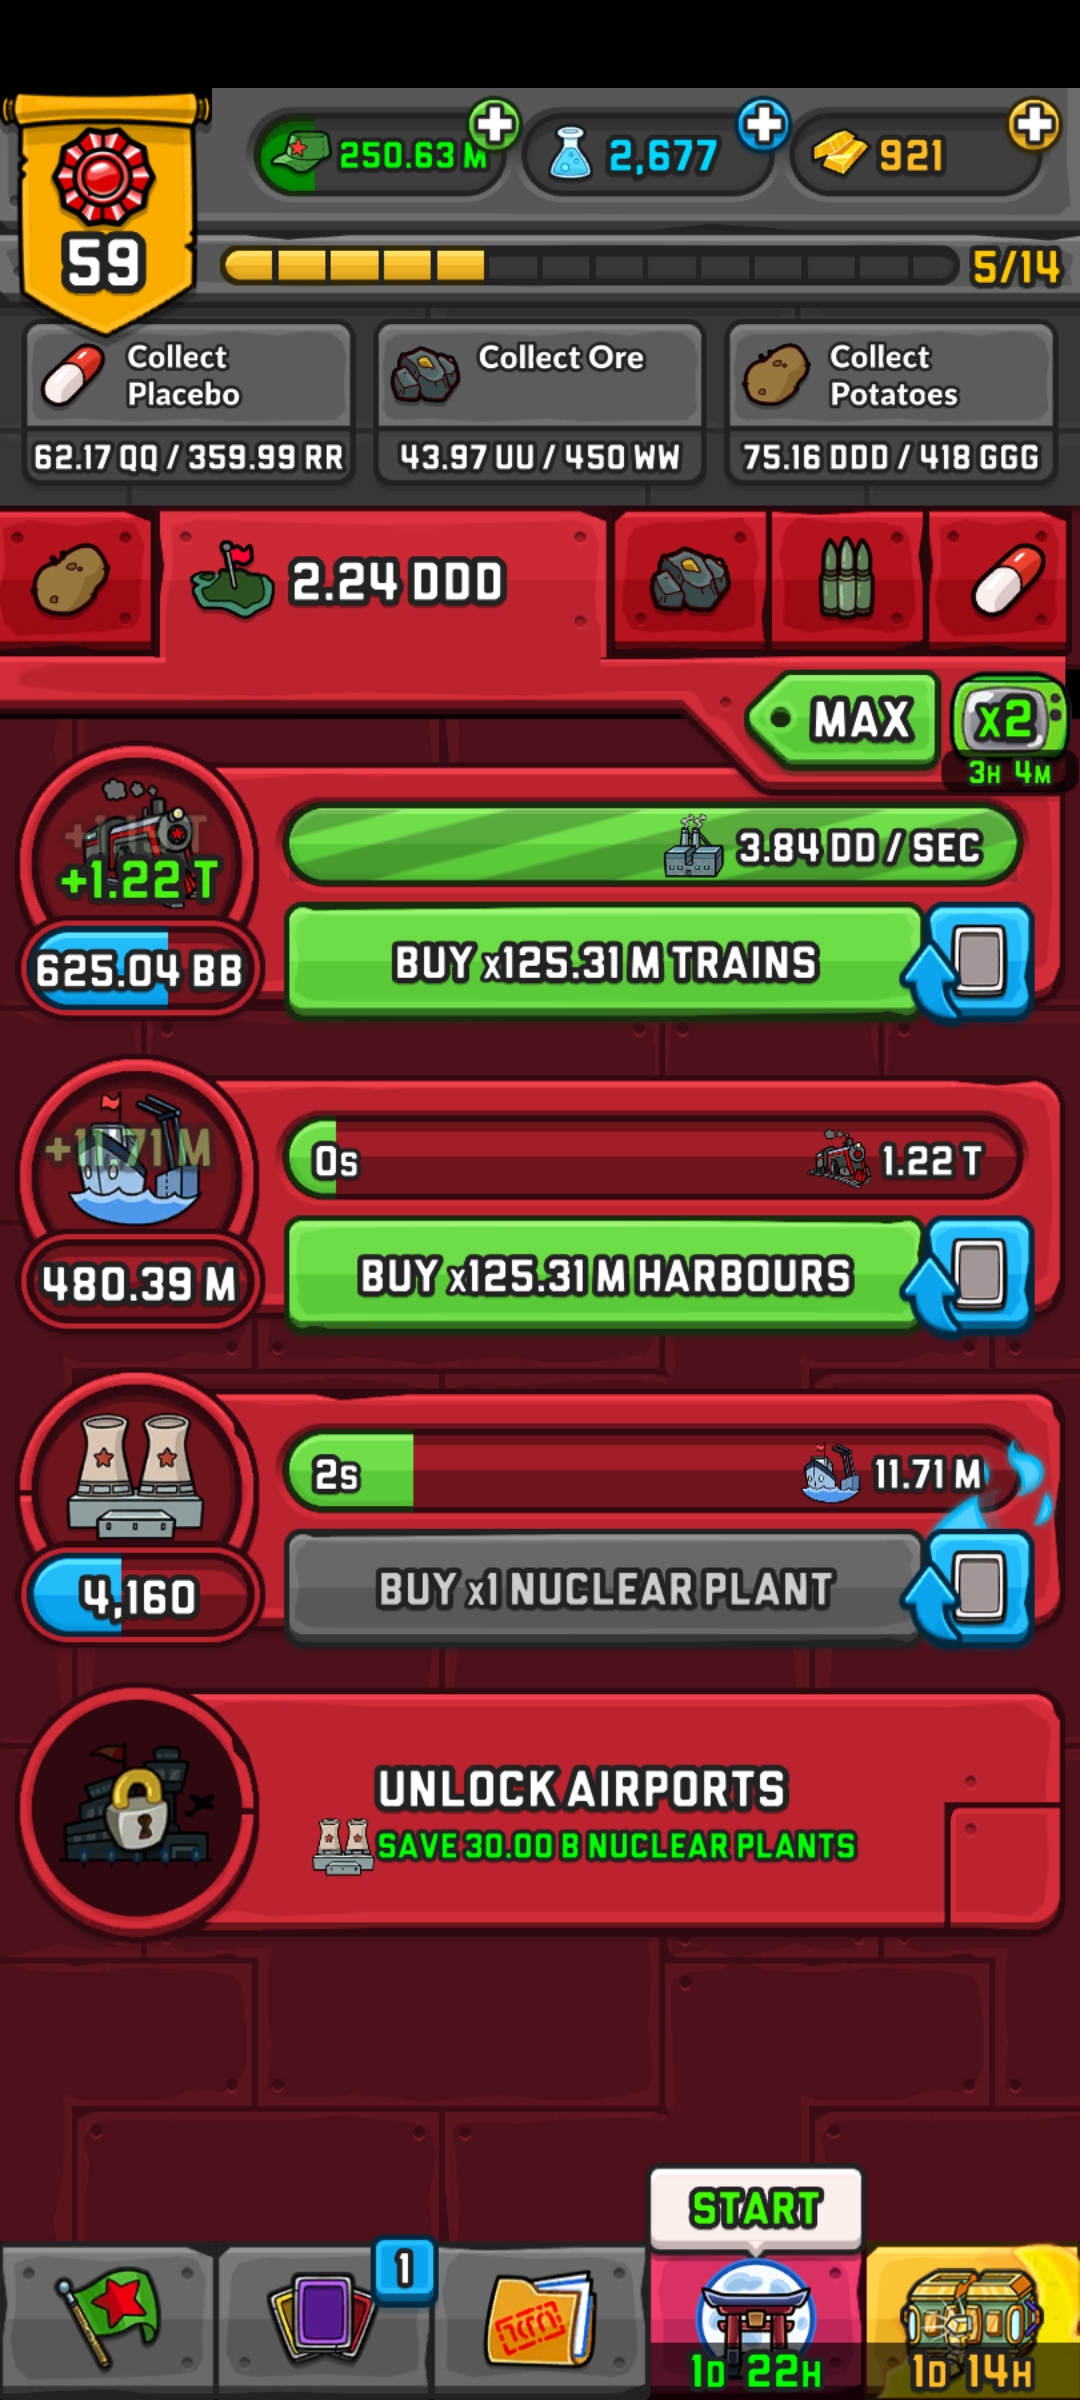 59
250.63 M
2,677
921
5/14
Collect
Placebo
62.17 QQ / 359.99 RR
Collect Ore
43.97 UU / 450 WW
Collect
Potatoes
75.16 DDD / 418 GGG
2.24 DDD
MAX
x2
3H 4M
+1.22 T
3.84 DD / SEC
625.04 BB
BUY x125.31 M TRAINS
+11.71 M
0s
1.22 T
480.39 M
BUY x125.31 M HARBOURS
2s
11.71 M
4,160
BUY x1 NUCLEAR PLANT
UNLOCK AIRPORTS
SAVE 30.00 B NUCLEAR PLANTS
START
1
1D 22H
1D 14H